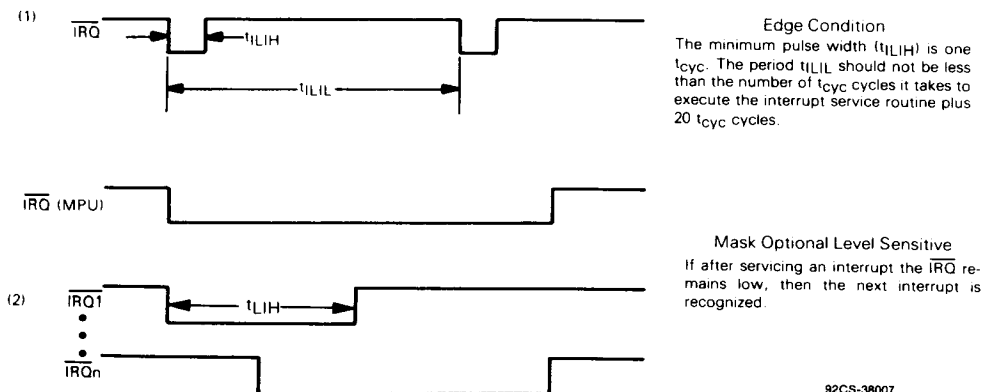 (1)
IRQ
tILIH
tILIL
Edge Condition
The minimum pulse width (tILIH) is one
tcyc. The period tILIL should not be less
than the number of tcyc cycles it takes to
execute the interrupt service routine plus
20 tcyc cycles.
IRQ (MPU)
Mask Optional Level Sensitive
If after servicing an interrupt the IRQ re-
mains low, then the next interrupt is
recognized.
(2)
IRQ1
tLIH
IRQn
92CS-38007